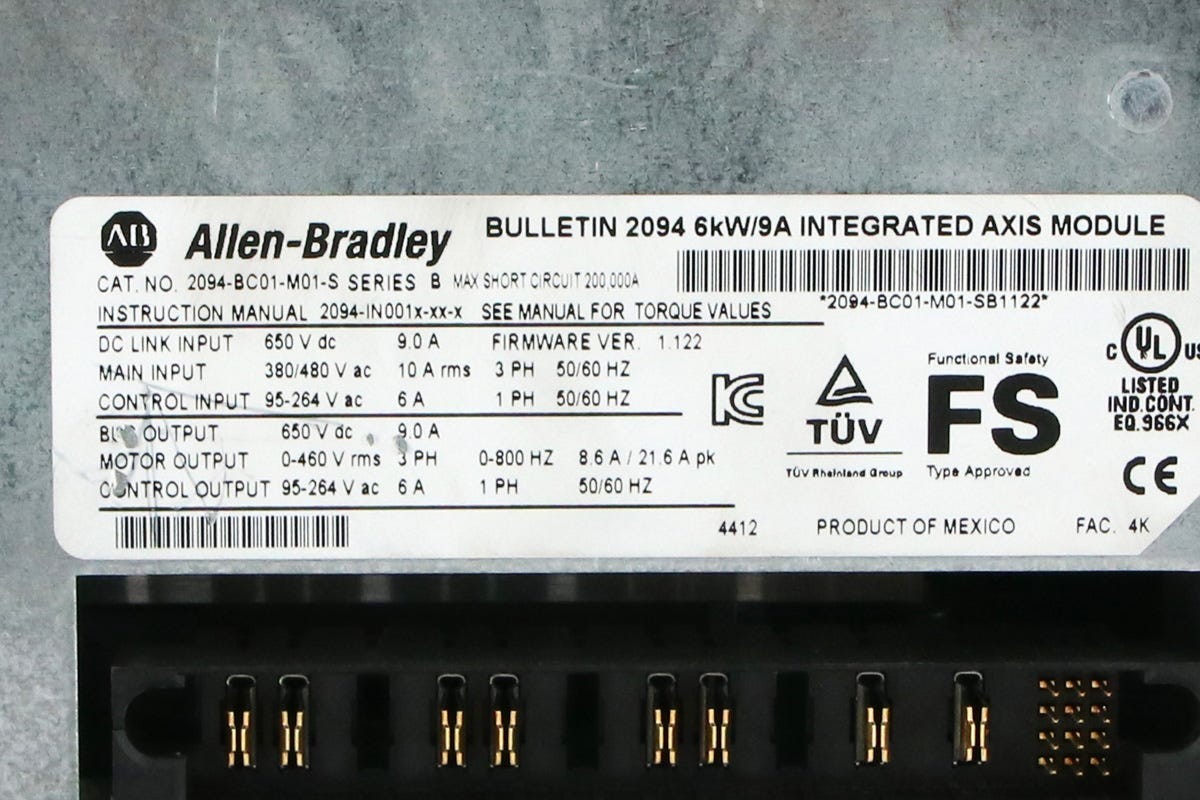 AB Allen-Bradley
BULLETIN 2094 6kW/9A INTEGRATED AXIS MODULE
CAT. NO. 2094-BC01-M01-S SERIES B MAX SHORT CIRCUIT 200,000A
*2094-BC01-M01-SB1122*
INSTRUCTION MANUAL 2094-IN001x-xx-x SEE MANUAL FOR TORQUE VALUES
DC LINK INPUT 650 V dc 9.0 A FIRMWARE VER. 1.122
MAIN INPUT 380/480 V ac 10 A rms 3 PH 50/60 HZ
CONTROL INPUT 95-264 V ac 6 A 1 PH 50/60 HZ
BUS OUTPUT 650 V dc 9.0 A
MOTOR OUTPUT 0-460 V rms 3 PH 0-800 HZ 8.6 A / 21.6 A pk
CONTROL OUTPUT 95-264 V ac 6 A 1 PH 50/60 HZ
KC
TÜV
TÜV Rheinland Group
Functional Safety
FS
Type Approved
C UL US
LISTED
IND.CONT.
EQ.966X
CE
4412 PRODUCT OF MEXICO FAC. 4K